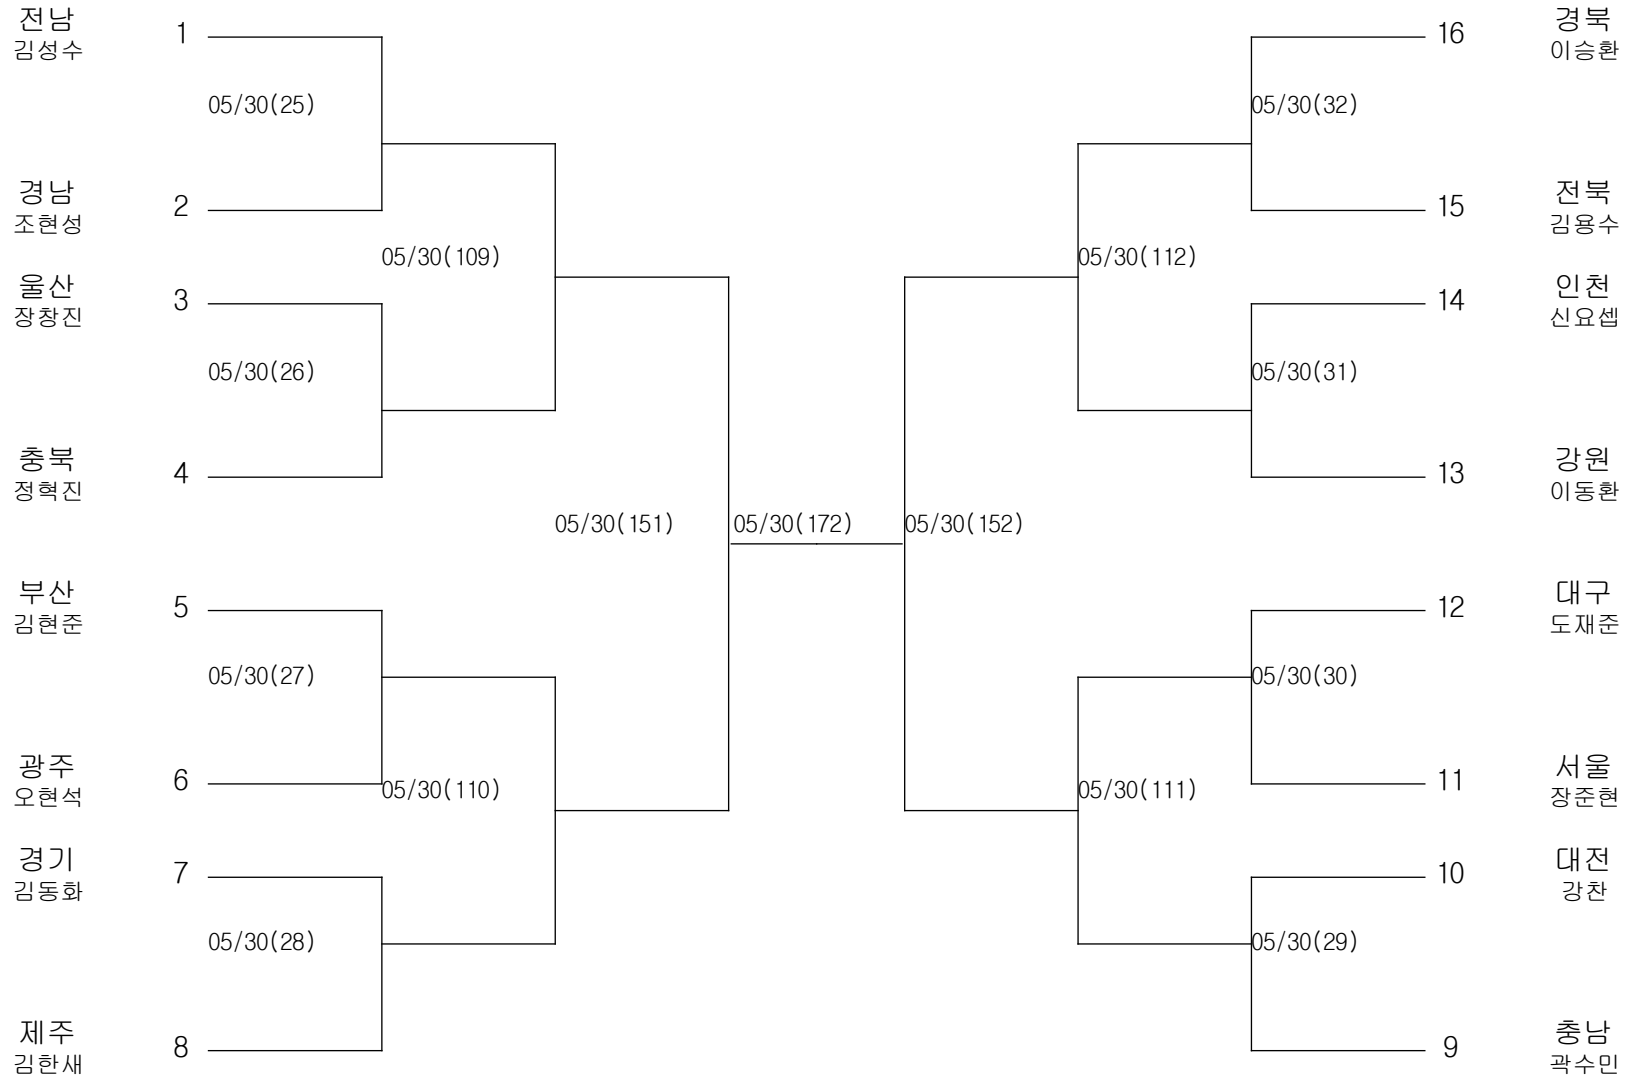 전남
김성수
1
05/30(25)
경남
조현성
2
05/30(109)
울산
장창진
3
05/30(26)
충북
정혁진
4
05/30(151)
부산
김현준
5
05/30(27)
광주
오현석
6
05/30(110)
경기
김동화
7
05/30(28)
제주
김한새
8
05/30(172)
16
경북
이승환
05/30(32)
15
전북
김용수
05/30(112)
14
인천
신요셉
05/30(31)
13
강원
이동환
05/30(152)
12
대구
도재준
05/30(30)
11
서울
장준현
05/30(111)
10
대전
강찬
05/30(29)
9
충남
곽수민